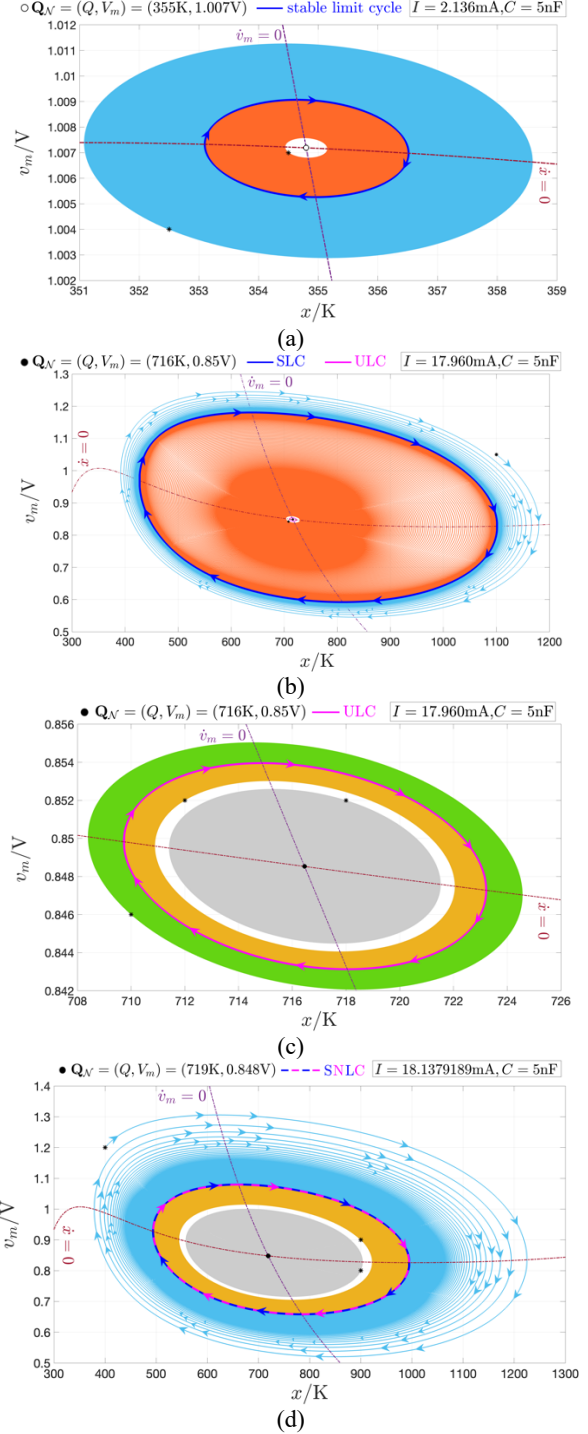 ○ Q_𝒩 = (Q, V_m) = (355K, 1.007V) stable limit cycle I = 2.136mA, C = 5nF
v̇_m = 0
1.012
1.011
1.01
1.009
1.008
1.007
1.006
1.005
1.004
1.003
1.002
v_m/V
ẋ = 0
351 352 353 354 355 356 357 358 359
x/K
(a)
● Q_𝒩 = (Q, V_m) = (716K, 0.85V) SLC ULC I = 17.960mA, C = 5nF
v̇_m = 0
1.3
1.2
1.1
1
0.9
0.8
0.7
0.6
0.5
v_m/V
ẋ = 0
300 400 500 600 700 800 900 1000 1100 1200
x/K
(b)
● Q_𝒩 = (Q, V_m) = (716K, 0.85V) ULC I = 17.960mA, C = 5nF
v̇_m = 0
0.856
0.854
0.852
0.85
0.848
0.846
0.844
0.842
v_m/V
ẋ = 0
708 710 712 714 716 718 720 722 724 726
x/K
(c)
● Q_𝒩 = (Q, V_m) = (719K, 0.848V) SNLC I = 18.1379189mA, C = 5nF
v̇_m = 0
1.4
1.3
1.2
1.1
1
0.9
0.8
0.7
0.6
0.5
v_m/V
ẋ = 0
300 400 500 600 700 800 900 1000 1100 1200 1300
x/K
(d)